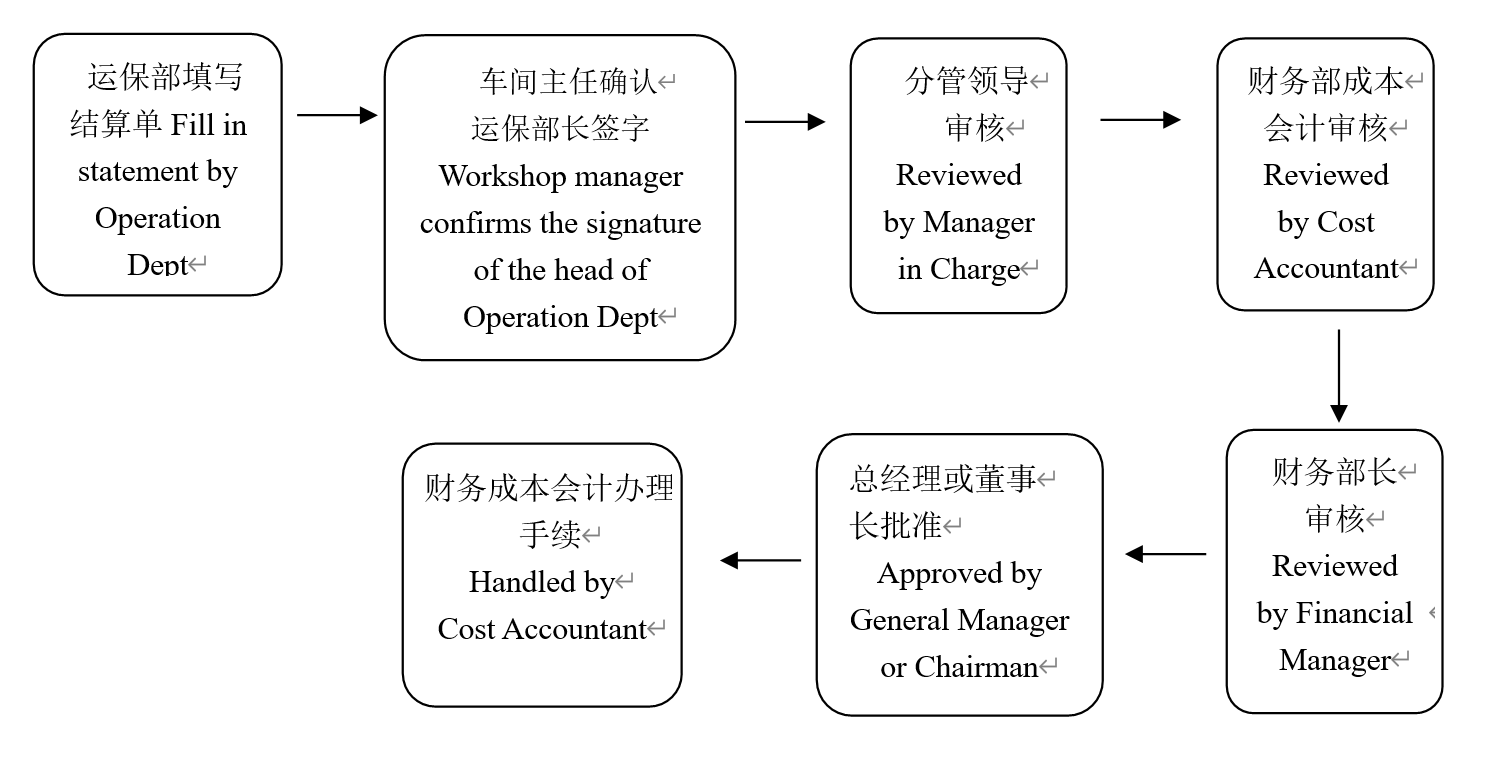 运保部填写
结算单 Fill in
statement by
Operation
Dept
车间主任确认
运保部长签字
Workshop manager
confirms the signature
of the head of
Operation Dept
分管领导
审核
Reviewed
by Manager
in Charge
财务部成本
会计审核
Reviewed
by Cost
Accountant
财务部长
审核
Reviewed
by Financial
Manager
总经理或董事
长批准
Approved by
General Manager
or Chairman
财务成本会计办理
手续
Handled by
Cost Accountant